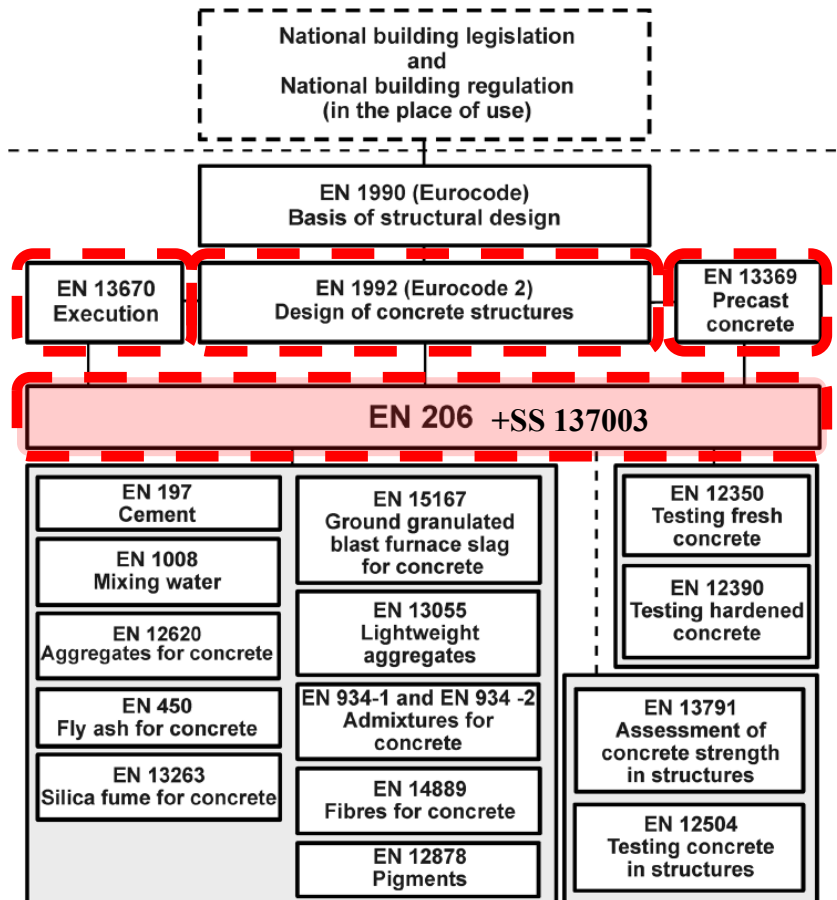 National building legislation
and
National building regulation
(in the place of use)
EN 1990 (Eurocode)
Basis of structural design
EN 13670
Execution
EN 1992 (Eurocode 2)
Design of concrete structures
EN 13369
Precast
concrete
EN 206 +SS 137003
EN 197
Cement
EN 1008
Mixing water
EN 12620
Aggregates for concrete
EN 450
Fly ash for concrete
EN 13263
Silica fume for concrete
EN 15167
Ground granulated
blast furnace slag
for concrete
EN 13055
Lightweight
aggregates
EN 934-1 and EN 934 -2
Admixtures for
concrete
EN 14889
Fibres for concrete
EN 12878
Pigments
EN 12350
Testing fresh
concrete
EN 12390
Testing hardened
concrete
EN 13791
Assessment of
concrete strength
in structures
EN 12504
Testing concrete
in structures